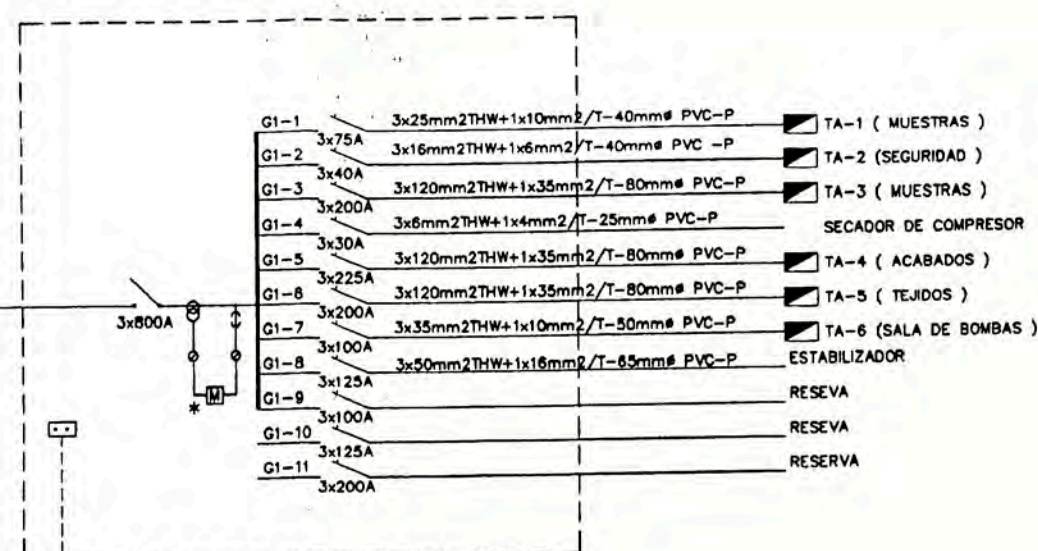 G1-1 3x25mm2THW+1x10mm2/T-40mmø PVC-P TA-1 ( MUESTRAS )
3x75A
G1-2 3x16mm2THW+1x6mm2/T-40mmø PVC -P TA-2 (SEGURIDAD )
3x40A
G1-3 3x120mm2THW+1x35mm2/T-80mmø PVC-P TA-3 ( MUESTRAS )
3x200A
G1-4 3x6mm2THW+1x4mm2/T-25mmø PVC-P SECADOR DE COMPRESOR
3x30A
G1-5 3x120mm2THW+1x35mm2/T-80mmø PVC-P TA-4 ( ACABADOS )
3x225A
G1-6 3x120mm2THW+1x35mm2/T-80mmø PVC-P TA-5 ( TEJIDOS )
3x800A
3x200A
G1-7 3x35mm2THW+1x10mm2/T-50mmø PVC-P TA-6 (SALA DE BOMBAS )
3x100A
G1-8 3x50mm2THW+1x16mm2/T-65mmø PVC-P ESTABILIZADOR
3x125A
M
*
G1-9 RESEVA
3x100A
G1-10 RESEVA
3x125A
G1-11 RESERVA
3x200A